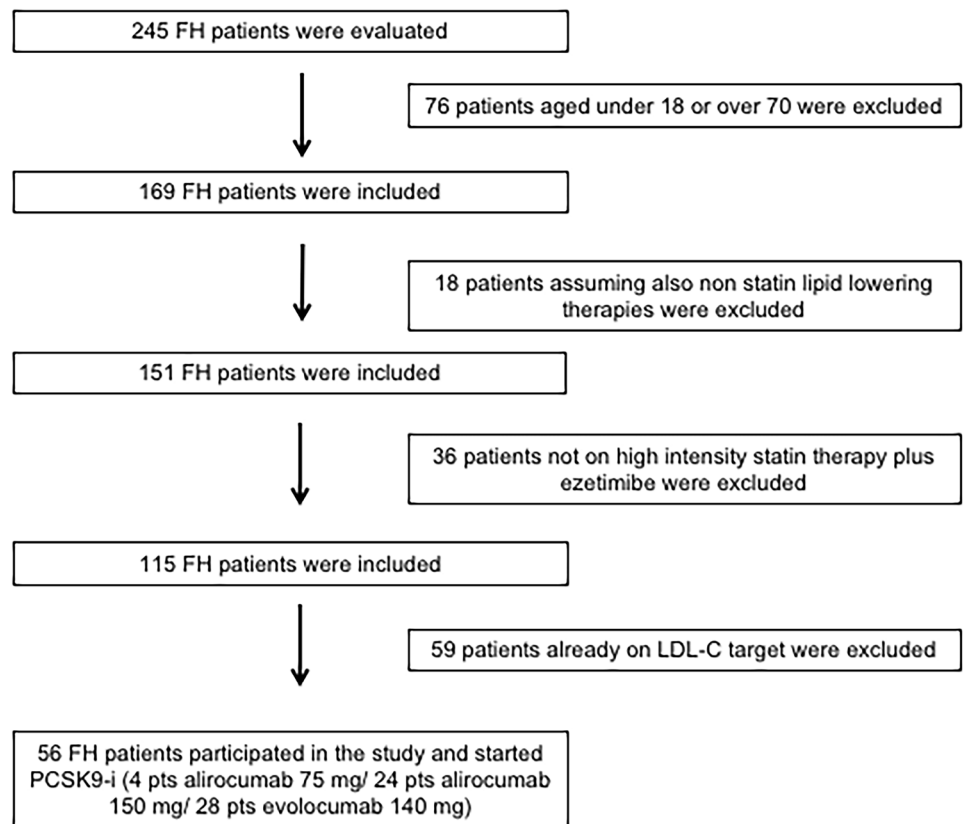 245 FH patients were evaluated
76 patients aged under 18 or over 70 were excluded
169 FH patients were included
18 patients assuming also non statin lipid lowering
therapies were excluded
151 FH patients were included
36 patients not on high intensity statin therapy plus
ezetimibe were excluded
115 FH patients were included
59 patients already on LDL-C target were excluded
56 FH patients participated in the study and started
PCSK9-i (4 pts alirocumab 75 mg/ 24 pts alirocumab
150 mg/ 28 pts evolocumab 140 mg)